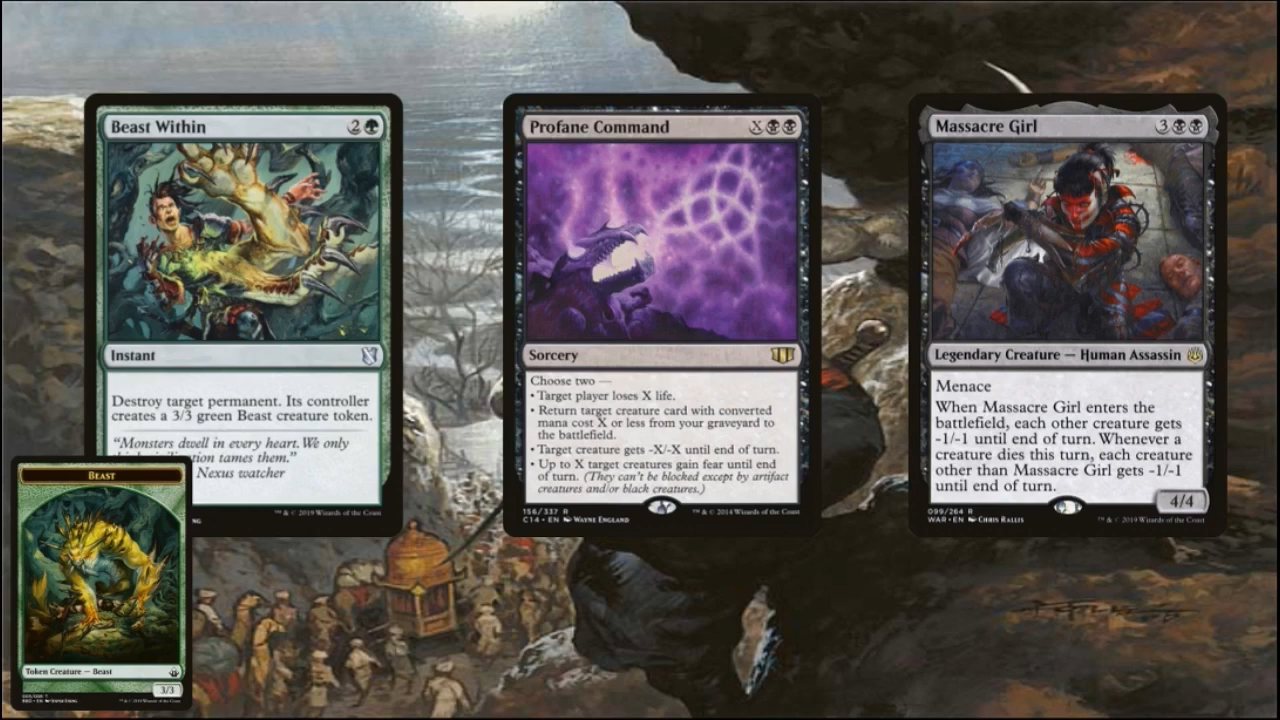 Beast Within 2
Instant
Destroy target permanent. Its controller
creates a 3/3 green Beast creature token.
“Monsters dwell in every heart. We only
tames them.”
Nexus watcher
™ & © 2019 Wizards of the Coast
BEAST
Token Creature — Beast
3/3
Profane Command X
Sorcery
Choose two —
• Target player loses X life.
• Return target creature card with converted
mana cost X or less from your graveyard to
the battlefield.
• Target creature gets -X/-X until end of turn.
• Up to X target creatures gain fear until end
of turn. (They can't be blocked except by artifact
creatures and/or black creatures.)
156/337 R
C14 • EN WAYNE ENGLAND
™ & © 2014 Wizards of the Coast
Massacre Girl 3
Legendary Creature — Human Assassin
Menace
When Massacre Girl enters the
battlefield, each other creature gets
-1/-1 until end of turn. Whenever a
creature dies this turn, each creature
other than Massacre Girl gets -1/-1
until end of turn.
4/4
099/264 R
WAR • EN CHRIS RALLIS
™ & © 2019 Wizards of the Coast